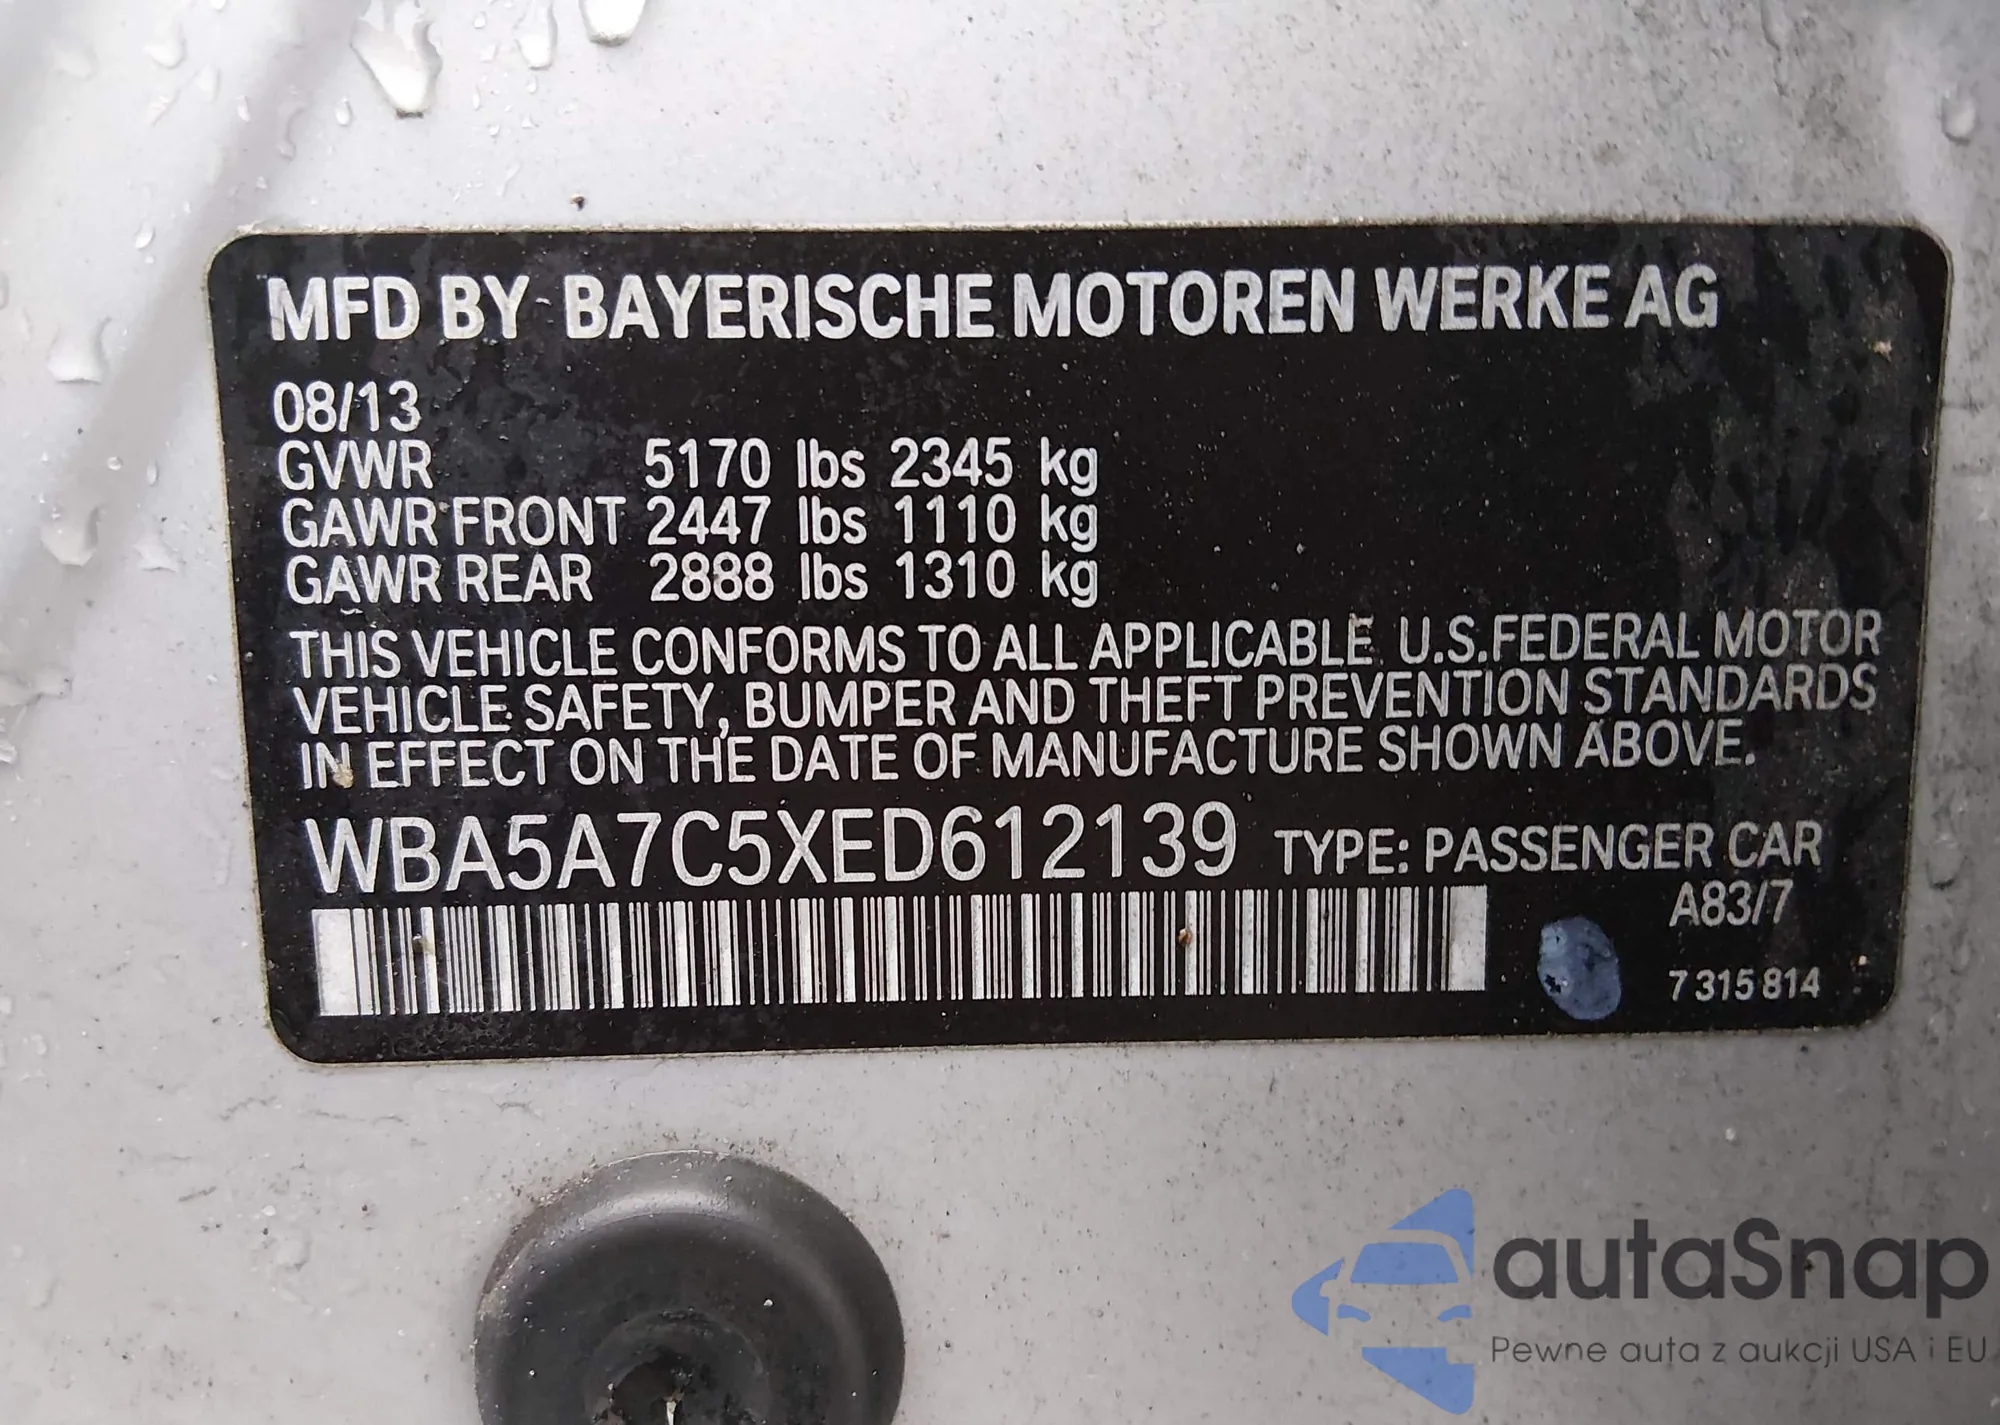 MFD BY BAYERISCHE MOTOREN WERKE AG
08/13
GVWR 5170 lbs 2345 kg
GAWR FRONT 2447 lbs 1110 kg
GAWR REAR 2888 lbs 1310 kg
THIS VEHICLE CONFORMS TO ALL APPLICABLE U.S.FEDERAL MOTOR
VEHICLE SAFETY, BUMPER AND THEFT PREVENTION STANDARDS
IN EFFECT ON THE DATE OF MANUFACTURE SHOWN ABOVE.
WBA5A7C5XED612139 TYPE: PASSENGER CAR
A83/7
7 315 814
autaSnap
Pewne auta z aukcji USA i EU